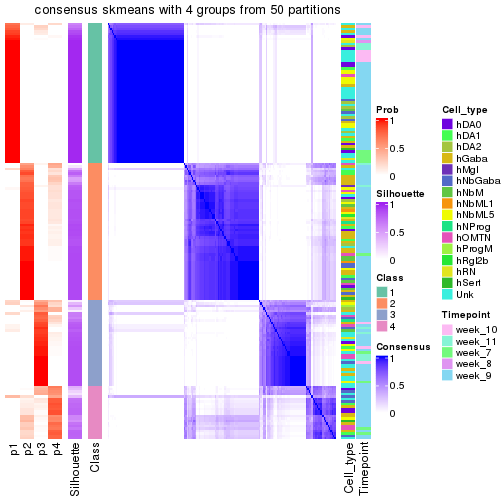 consensus skmeans with 4 groups from 50 partitions
Prob
1
0.5
0
Silhouette
1
0.5
0
Class
1
2
3
4
Consensus
1
0.5
0
Cell_type
hDA0
hDA1
hDA2
hGaba
hMgl
hNbGaba
hNbM
hNbML1
hNbML5
hNProg
hOMTN
hProgM
hRgl2b
hRN
hSert
Unk
Timepoint
week_10
week_11
week_7
week_8
week_9
p1
p2
p3
p4
Silhouette
Class
Cell_type
Timepoint